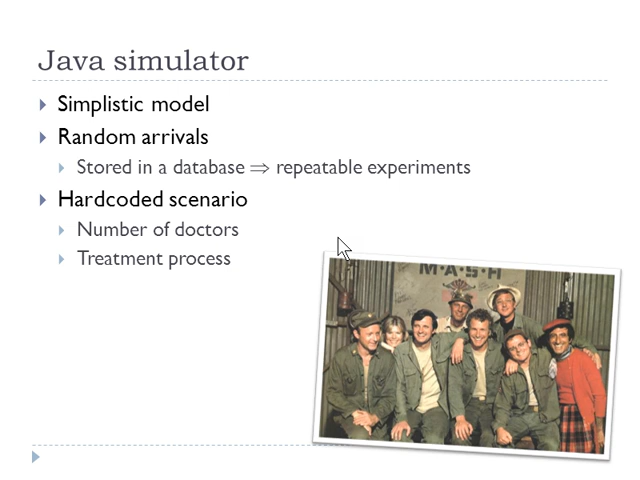 Java simulator
Simplistic model
Random arrivals
Stored in a database ⇒ repeatable experiments
Hardcoded scenario
Number of doctors
Treatment process
M*A*S*H